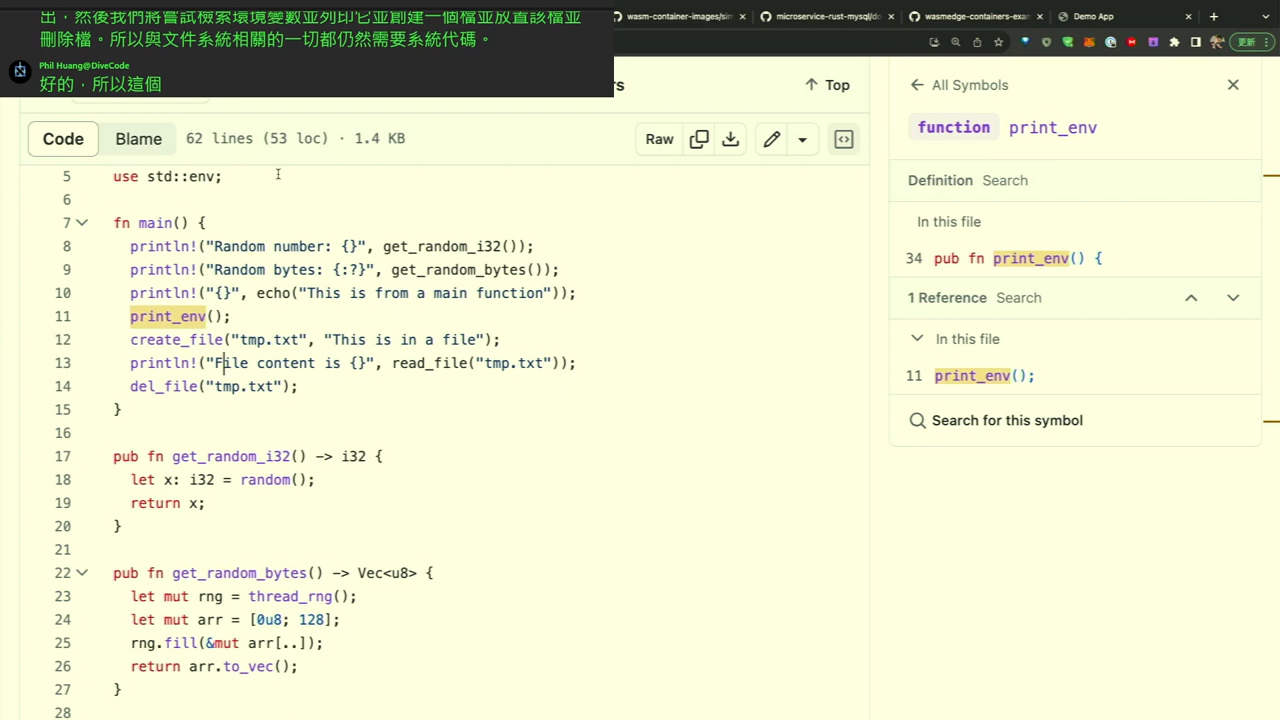 出，然後我們將嘗試檢索環境變數並列印它並創建一個檔並放置該檔並
刪除檔。所以與文件系統相關的一切都仍然需要系統代碼。
Phil Huang@DiveCode
好的，所以這個
wasm-container-images/sim
microservice-rust-mysql/do
wasmedge-containers-exa
Demo App
更新
rs
Top
Code Blame 62 lines (53 loc) · 1.4 KB
Raw
5 use std::env;
6
7 fn main() {
8 println!("Random number: {}", get_random_i32());
9 println!("Random bytes: {:?}", get_random_bytes());
10 println!("{}", echo("This is from a main function"));
11 print_env();
12 create_file("tmp.txt", "This is in a file");
13 println!("File content is {}", read_file("tmp.txt"));
14 del_file("tmp.txt");
15 }
16
17 pub fn get_random_i32() -> i32 {
18 let x: i32 = random();
19 return x;
20 }
21
22 pub fn get_random_bytes() -> Vec<u8> {
23 let mut rng = thread_rng();
24 let mut arr = [0u8; 128];
25 rng.fill(&mut arr[..]);
26 return arr.to_vec();
27 }
28
All Symbols
function print_env
Definition Search
In this file
34 pub fn print_env() {
1 Reference Search
In this file
11 print_env();
Search for this symbol